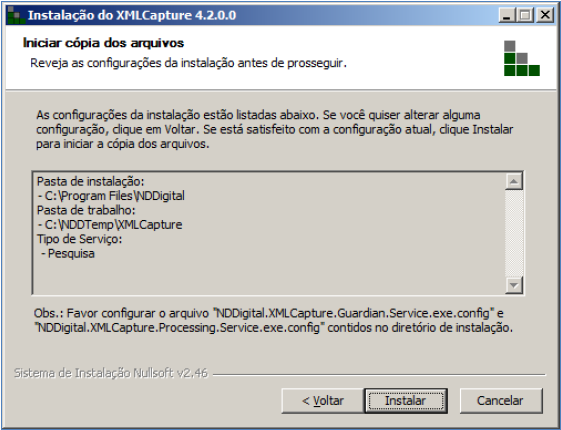 Instalação do XMLCapture 4.2.0.0
Iniciar cópia dos arquivos
Reveja as configurações da instalação antes de prosseguir.
As configurações da instalação estão listadas abaixo. Se você quiser alterar alguma
configuração, clique em Voltar. Se está satisfeito com a configuração atual, clique Instalar
para iniciar a cópia dos arquivos.
Pasta de instalação:
- C:\Program Files\NDDigital
Pasta de trabalho:
- C:\NDDTemp\XMLCapture
Tipo de Serviço:
- Pesquisa
Obs.: Favor configurar o arquivo "NDDigital.XMLCapture.Guardian.Service.exe.config" e
"NDDigital.XMLCapture.Processing.Service.exe.config" contidos no diretório de instalação.
Sistema de Instalação Nullsoft v2.46
< Voltar Instalar Cancelar